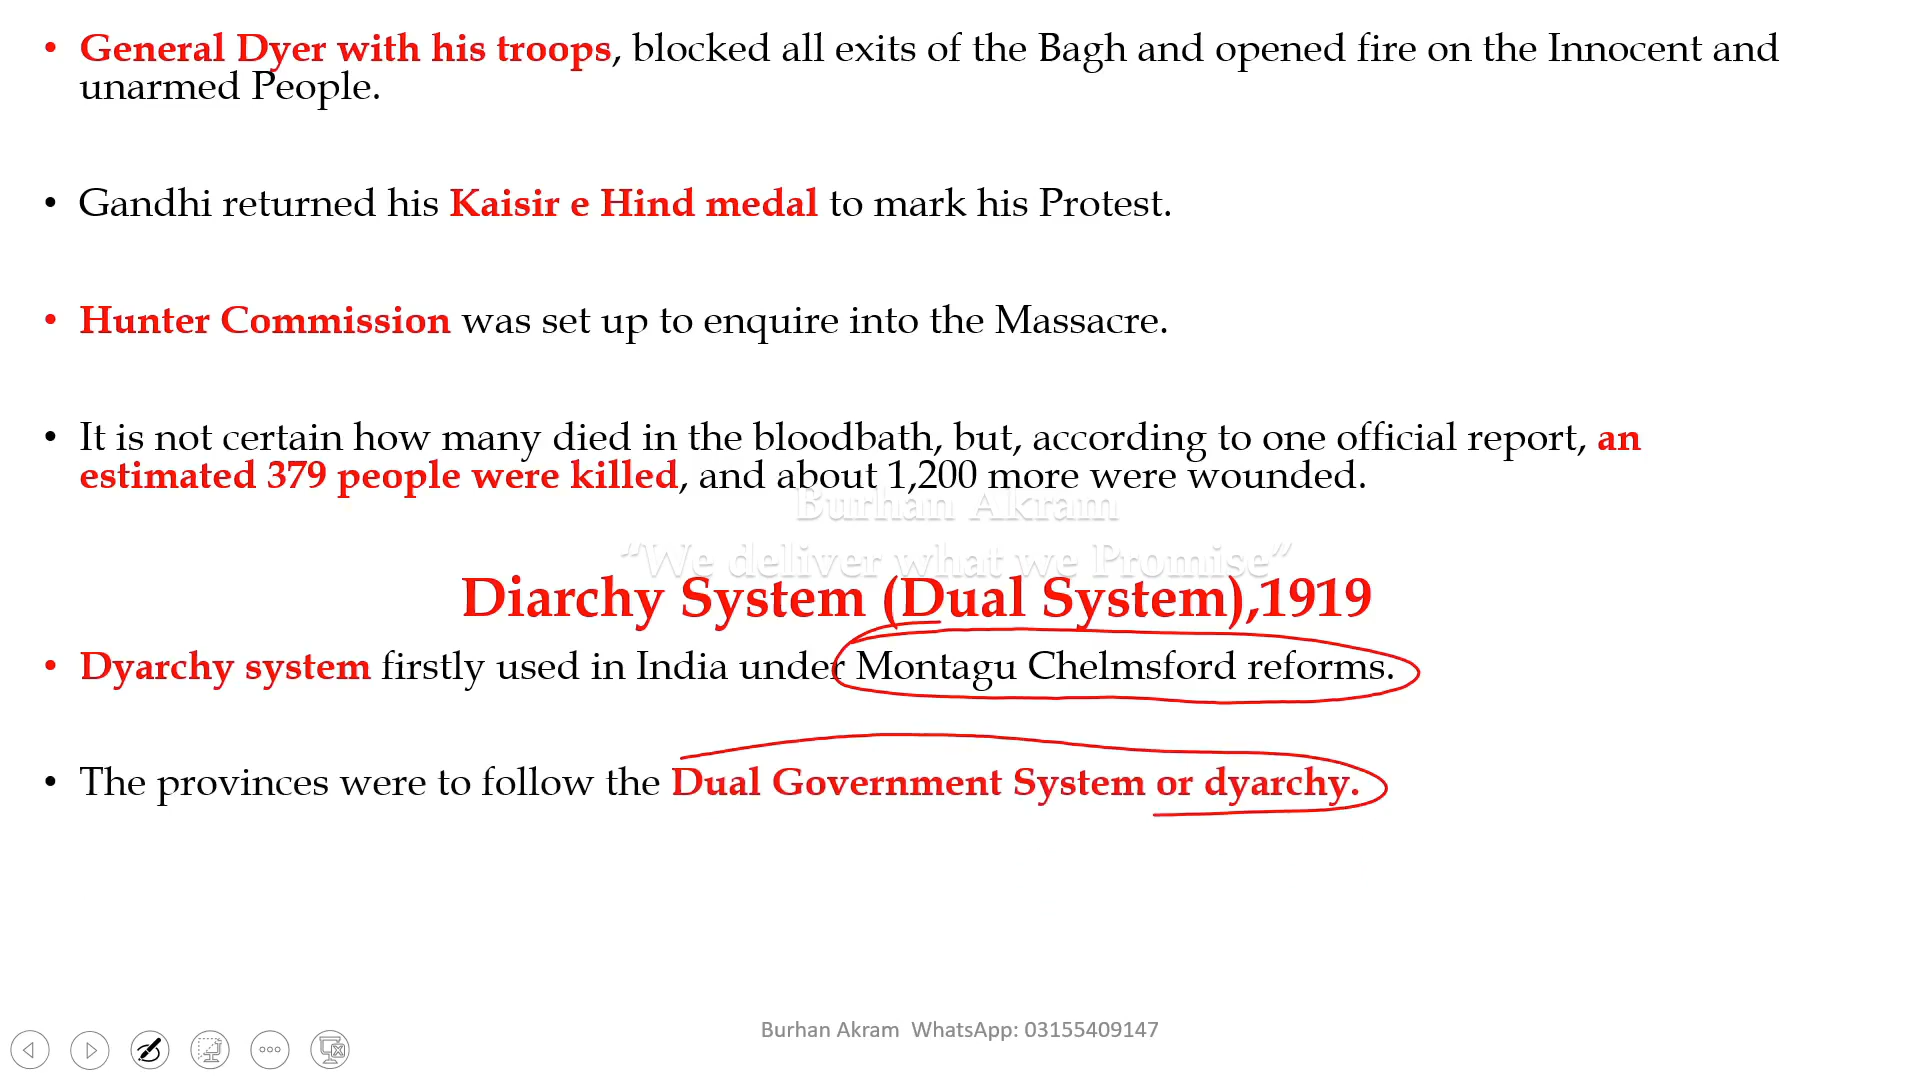 • General Dyer with his troops, blocked all exits of the Bagh and opened fire on the Innocent and
unarmed People.
• Gandhi returned his Kaisir e Hind medal to mark his Protest.
• Hunter Commission was set up to enquire into the Massacre.
• It is not certain how many died in the bloodbath, but, according to one official report, an
estimated 379 people were killed, and about 1,200 more were wounded.
Burhan Akram
“We deliver what we Promise”
Diarchy System (Dual System),1919
• Dyarchy system firstly used in India under Montagu Chelmsford reforms.
• The provinces were to follow the Dual Government System or dyarchy.
Burhan Akram WhatsApp: 03155409147